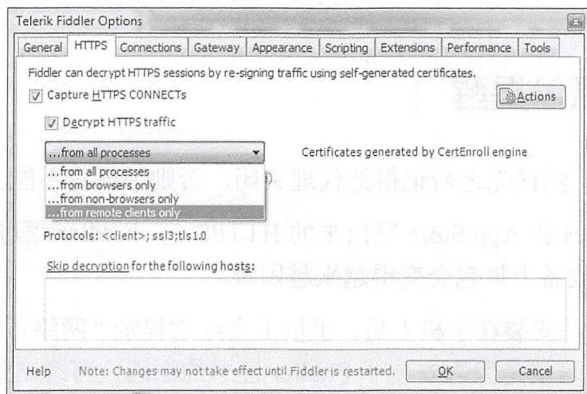 Telerik Fiddler Options
General HTTPS Connections Gateway Appearance Scripting Extensions Performance Tools
Fiddler can decrypt HTTPS sessions by re-signing traffic using self-generated certificates.
Capture HTTPS CONNECTs
Actions
Decrypt HTTPS traffic
...from all processes
Certificates generated by CertEnroll engine
...from all processes
...from browsers only
...from non-browsers only
...from remote clients only
Protocols: <client>; ssl3;tls1.0
Skip decryption for the following hosts:
Help
Note: Changes may not take effect until Fiddler is restarted.
OK
Cancel